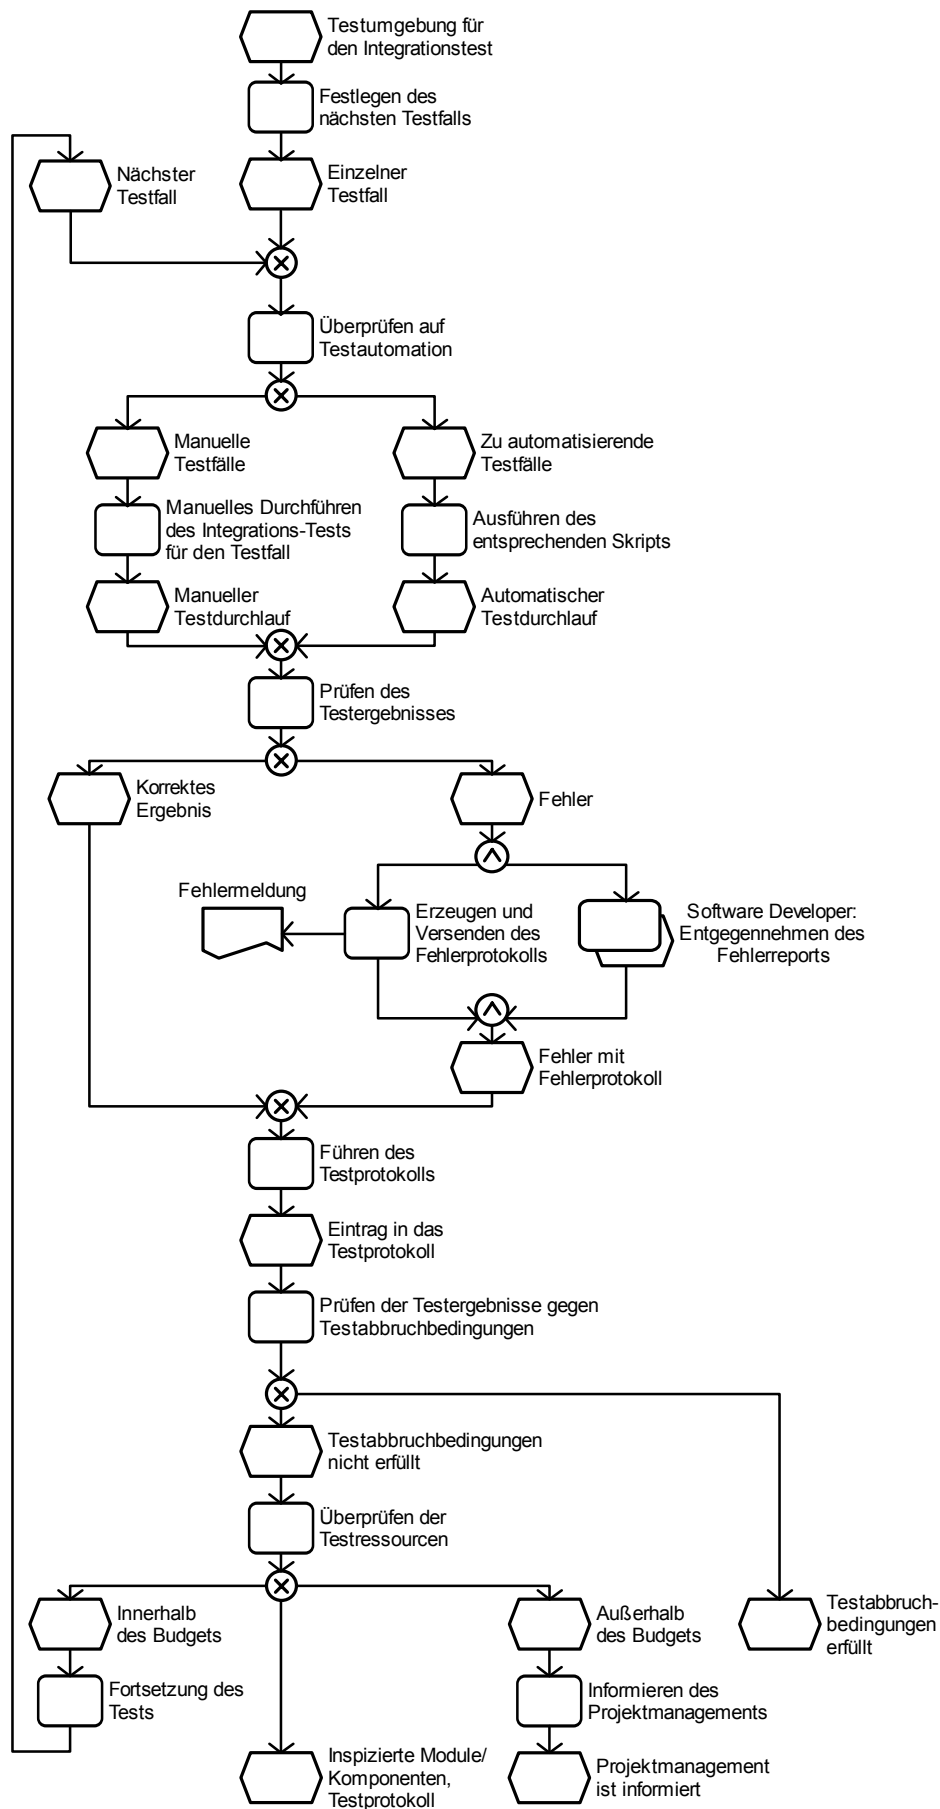 Testumgebung für
den Integrationstest
Festlegen des
nächsten Testfalls
Nächster
Testfall
Einzelner
Testfall
Überprüfen auf
Testautomation
Manuelle
Testfälle
Zu automatisierende
Testfälle
Manuelles Durchführen
des Integrations-Tests
für den Testfall
Ausführen des
entsprechenden Skripts
Manueller
Testdurchlauf
Automatischer
Testdurchlauf
Prüfen des
Testergebnisses
Korrektes
Ergebnis
Fehler
Fehlermeldung
Erzeugen und
Versenden des
Fehlerprotokolls
Software Developer:
Entgegennehmen des
Fehlerreports
Fehler mit
Fehlerprotokoll
Führen des
Testprotokolls
Eintrag in das
Testprotokoll
Prüfen der Testergebnisse gegen
Testabbruchbedingungen
Testabbruchbedingungen
nicht erfüllt
Überprüfen der
Testressourcen
Innerhalb
des Budgets
Außerhalb
des Budgets
Testabbruch-
bedingungen
erfüllt
Fortsetzung des
Tests
Informieren des
Projektmanagements
Inspizierte Module/
Komponenten,
Testprotokoll
Projektmanagement
ist informiert